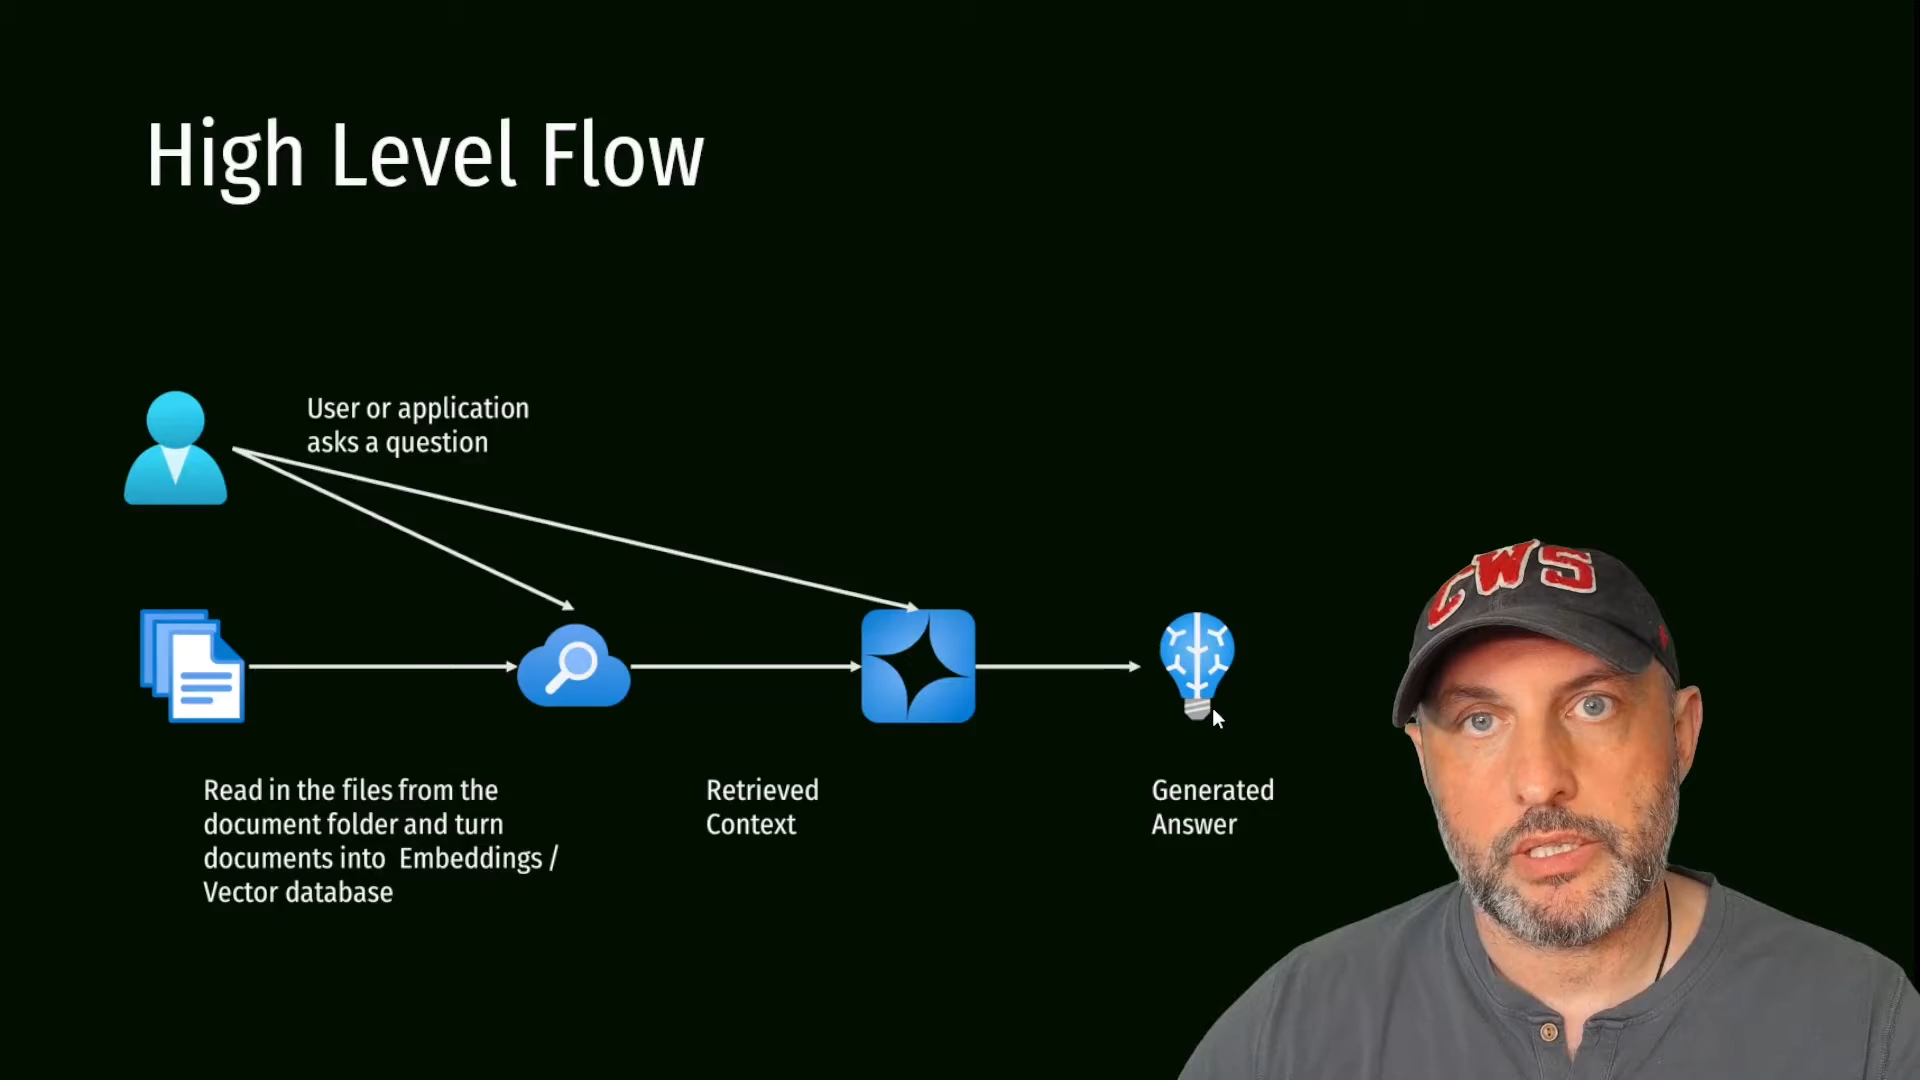 High Level Flow
User or application
asks a question
CWS
Read in the files from the
document folder and turn
documents into  Embeddings /
Vector database
Retrieved
Context
Generated
Answer